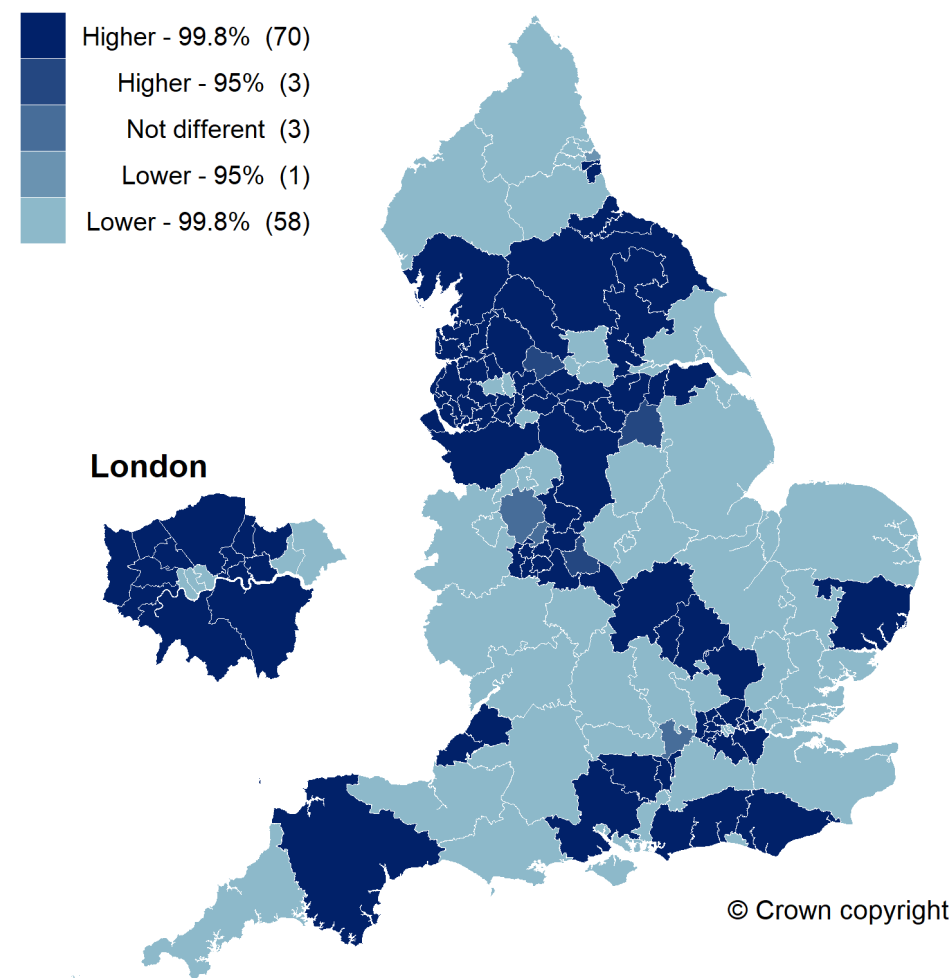 Higher - 99.8% (70)
Higher - 95% (3)
Not different (3)
Lower - 95% (1)
Lower - 99.8% (58)
London
© Crown copyright